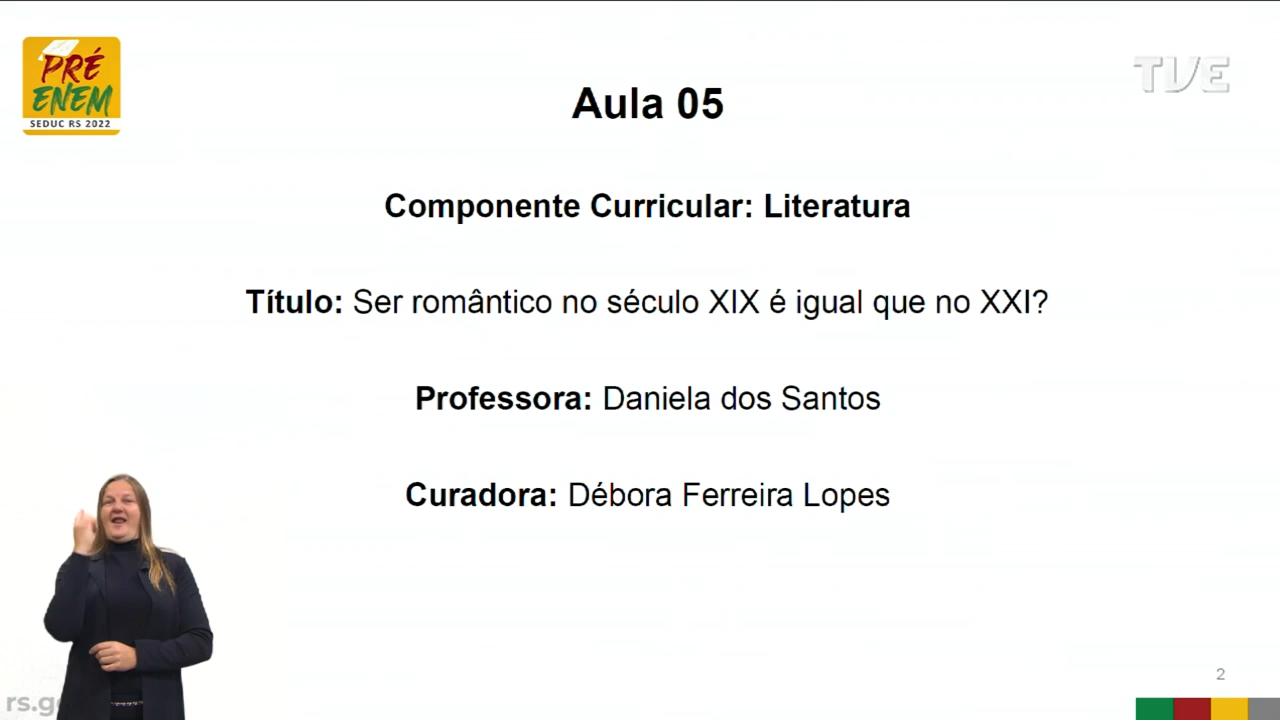 PRÉ
ENEM
SEDUC RS 2022
TVE
Aula 05
Componente Curricular: Literatura
Título: Ser romântico no século XIX é igual que no XXI?
Professora: Daniela dos Santos
Curadora: Débora Ferreira Lopes
2